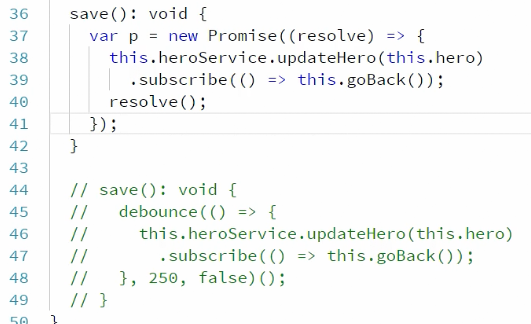 36 save(): void {
37 var p = new Promise((resolve) => {
38 this.heroService.updateHero(this.hero)
39 .subscribe(() => this.goBack());
40 resolve();
41 });
42 }
43
44 // save(): void {
45 // debounce(() => {
46 // this.heroService.updateHero(this.hero)
47 // .subscribe(() => this.goBack());
48 // }, 250, false)();
49 // }
50 }